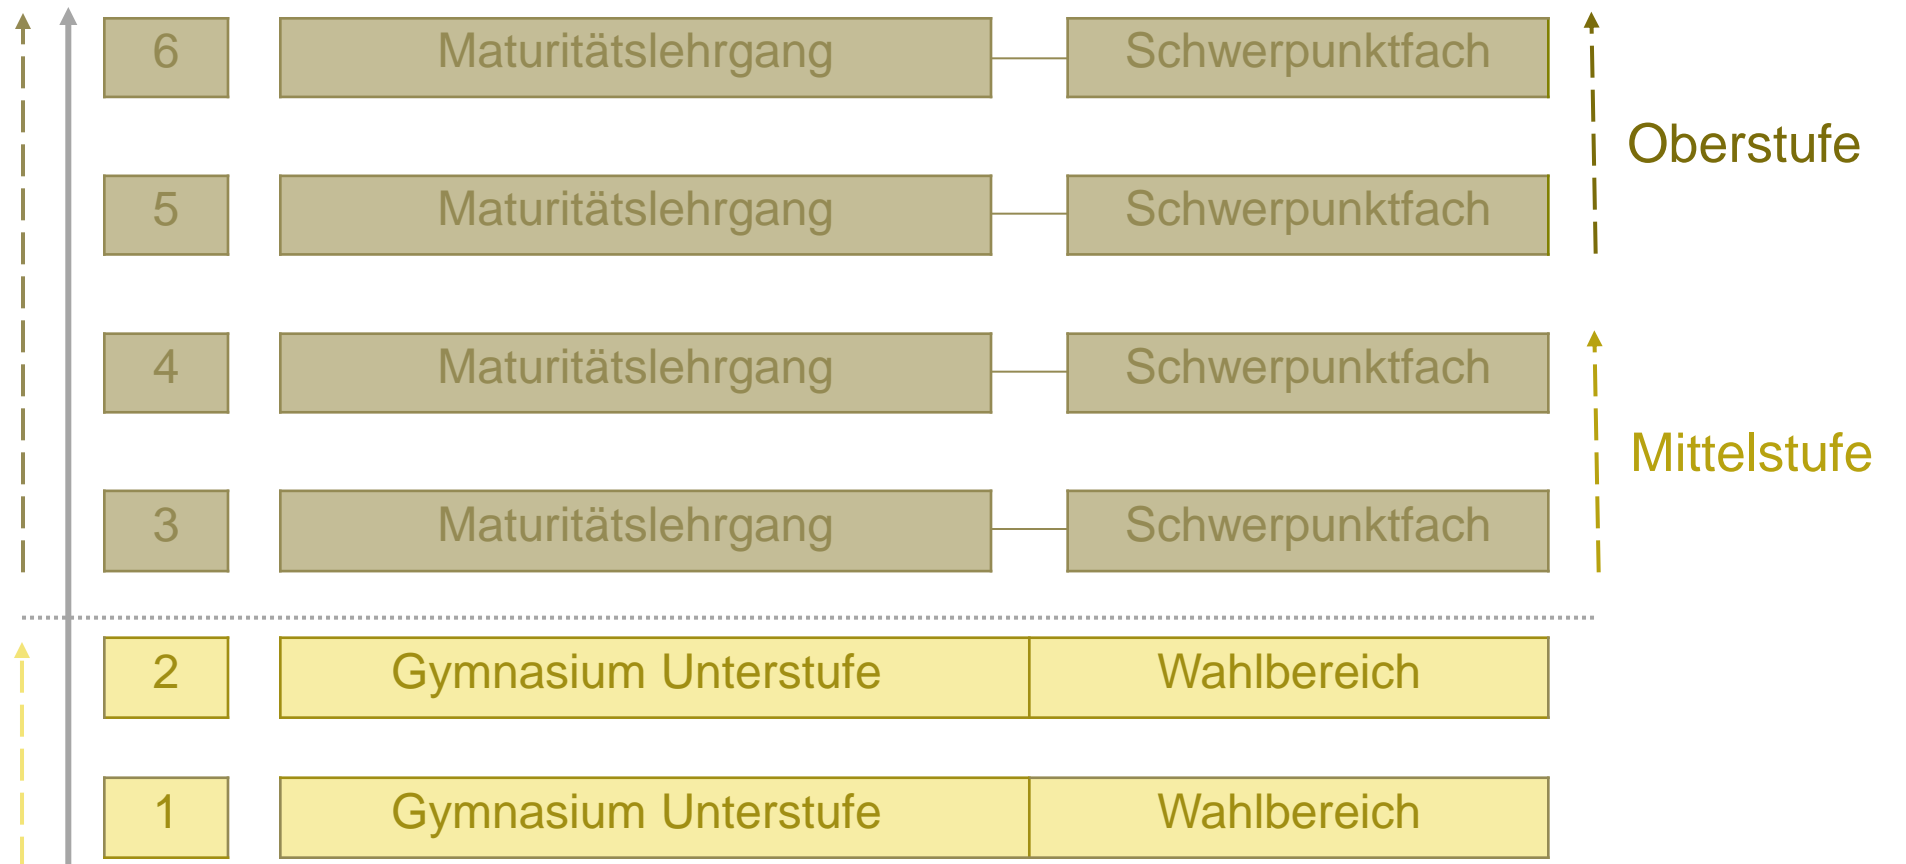 6 Maturitätslehrgang Schwerpunktfach
Oberstufe
5 Maturitätslehrgang Schwerpunktfach
4 Maturitätslehrgang Schwerpunktfach
Mittelstufe
3 Maturitätslehrgang Schwerpunktfach
2 Gymnasium Unterstufe Wahlbereich
1 Gymnasium Unterstufe Wahlbereich